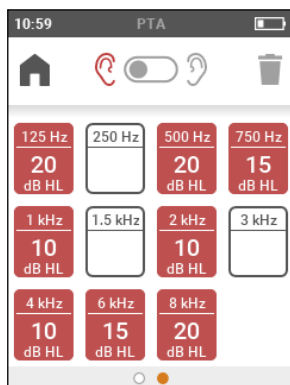 10:59 PTA
125 Hz 250 Hz 500 Hz 750 Hz
20 20 15
dB HL dB HL dB HL
1 kHz 1.5 kHz 2 kHz 3 kHz
10 10
dB HL dB HL
4 kHz 6 kHz 8 kHz
10 15 20
dB HL dB HL dB HL